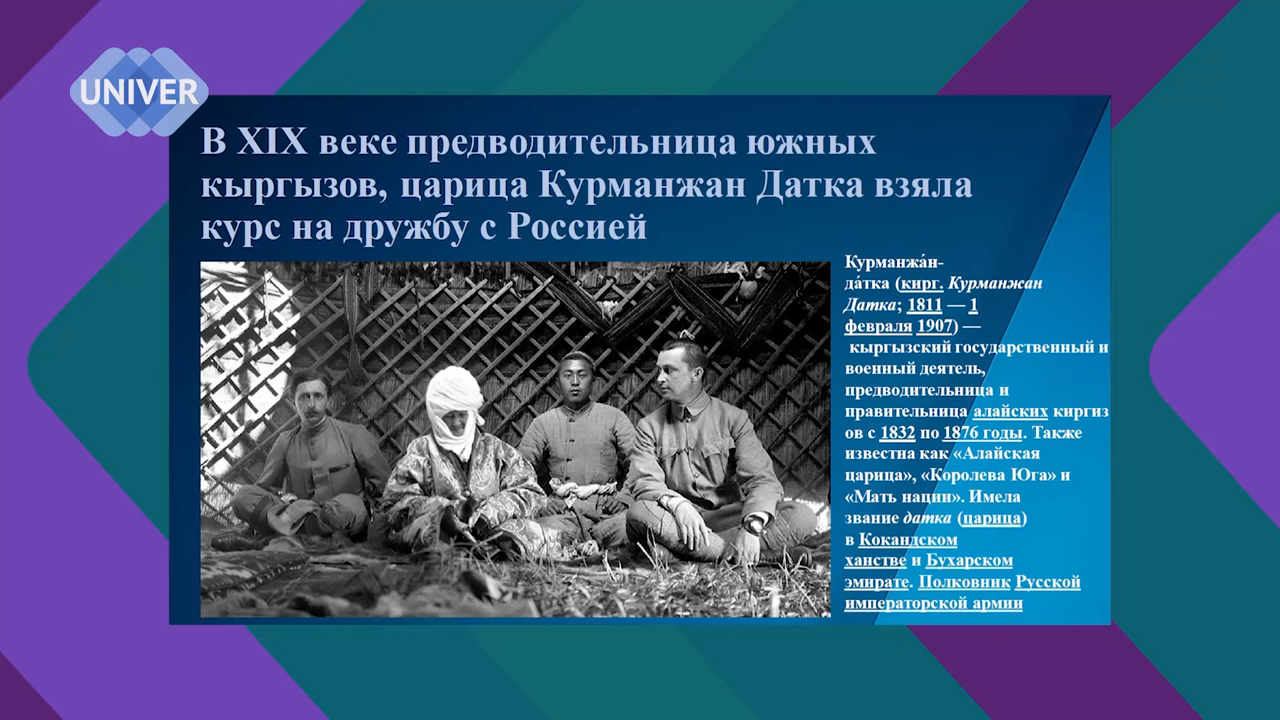 UNIVER
В XIX веке предводительница южных
кыргызов, царица Курманжан Датка взяла
курс на дружбу с Россией
Курманжа́н-
да́тка (кирг. Курманжан
Датка; 1811 — 1
февраля 1907) —
кыргызский государственный и
военный деятель,
предводительница и
правительница алайских киргиз
ов с 1832 по 1876 годы. Также
известна как «Алайская
царица», «Королева Юга» и
«Мать нации». Имела
звание датка (царица)
в Кокандском
ханстве и Бухарском
эмирате. Полковник Русской
императорской армии